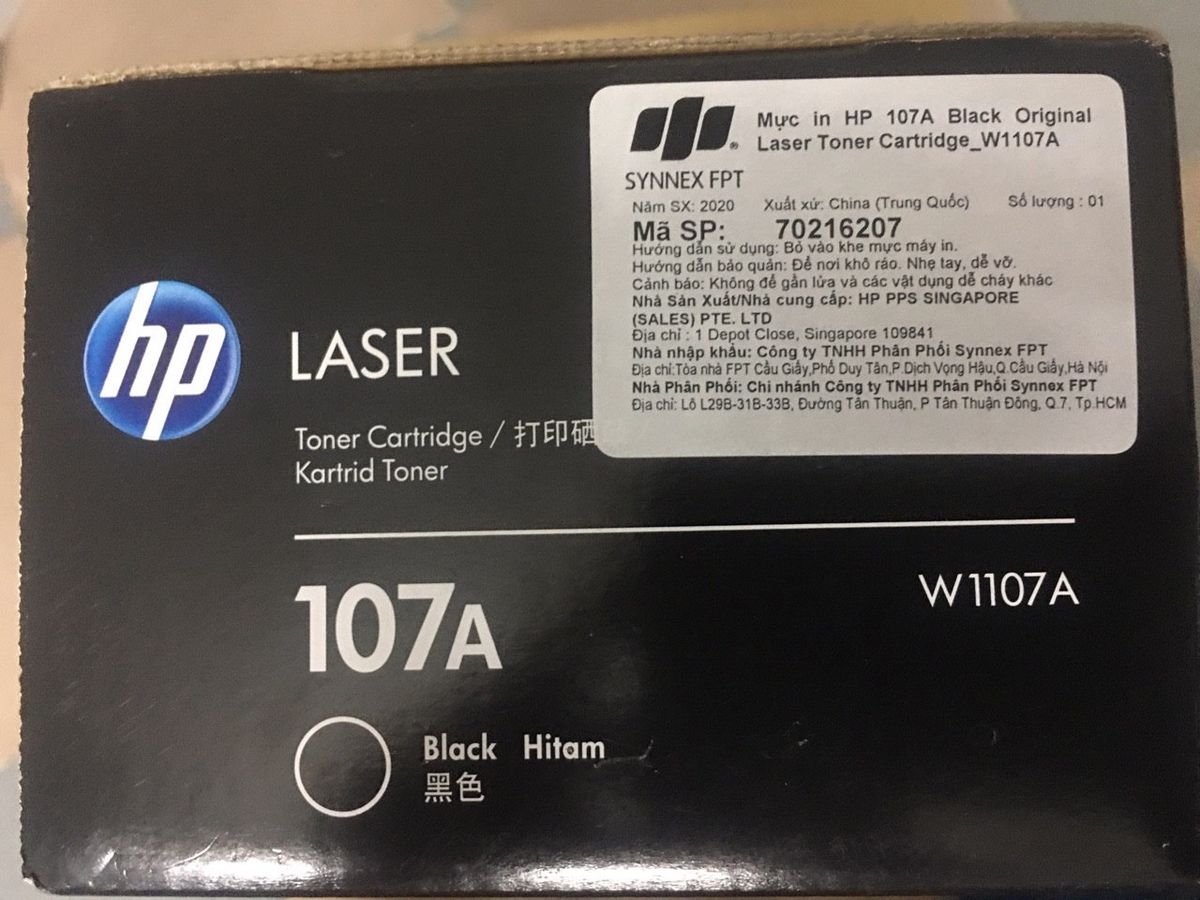 Mực in HP 107A Black Original
Laser Toner Cartridge_W1107A
SYNNEX FPT
Năm SX: 2020 Xuất xứ: China (Trung Quốc) Số lượng : 01
Mã SP: 70216207
Hướng dẫn sử dụng: Bỏ vào khe mực máy in.
Hướng dẫn bảo quản: Để nơi khô ráo. Nhẹ tay, dễ vỡ.
Cảnh báo: Không để gần lửa và các vật dụng dễ cháy khác
Nhà Sản Xuất/Nhà cung cấp: HP PPS SINGAPORE
(SALES) PTE. LTD
Địa chỉ : 1 Depot Close, Singapore 109841
Nhà nhập khẩu: Công ty TNHH Phân Phối Synnex FPT
Địa chỉ:Tòa nhà FPT Cầu Giấy,Phố Duy Tân,P.Dịch Vọng Hậu,Q.Cầu Giấy,Hà Nội
Nhà Phân Phối: Chi nhánh Công ty TNHH Phân Phối Synnex FPT
Địa chỉ: Lô L29B-31B-33B, Đường Tân Thuận, P Tân Thuận Đông, Q.7, Tp.HCM
hp LASER
Toner Cartridge / 打印硒
Kartrid Toner
107A
W1107A
Black Hitam
黑色